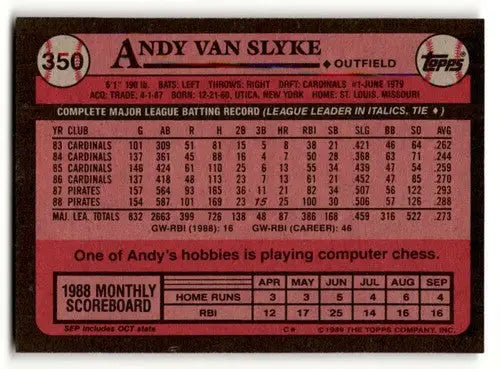 350
ANDY VAN SLYKE
♦ OUTFIELD
TOPPS
6'1" 190 lb. BATS: LEFT THROWS: RIGHT DRFT: CARDINALS #1-JUNE 1979
ACQ: TRADE, 4-1-87 BORN: 12-21-60, UTICA, NEW YORK HOME: ST. LOUIS, MISSOURI
COMPLETE MAJOR LEAGUE BATTING RECORD (LEAGUE LEADER IN ITALICS, TIE ♦)
YR CLUB G AB R H 2B 3B HR RBI SB SLG BB SO AVG
83 CARDINALS 101 309 51 81 15 5 8 38 21 .421 46 64 .262
84 CARDINALS 137 361 45 88 16 4 7 50 28 .368 63 71 .244
85 CARDINALS 146 424 61 110 25 6 13 55 34 .439 47 54 .259
86 CARDINALS 137 418 48 113 23 7 13 61 21 .452 47 85 .270
87 PIRATES 157 564 93 165 36 11 21 82 34 .507 56 122 .293
88 PIRATES 154 587 101 169 23 15 25 100 30 .506 57 126 .288
MAJ. LEA. TOTALS 832 2663 399 726 138 48 87 386 168 .459 316 522 .273
GW-RBI (1988): 16 GW-RBI (CAREER): 46
One of Andy's hobbies is playing computer chess.
1988 MONTHLY SCOREBOARD
APR MAY JUN JUL AUG SEP
HOME RUNS 3 3 5 4 6 4
RBI 12 17 25 14 16 16
SEP includes OCT stats
C*
© 1989 THE TOPPS COMPANY, INC.